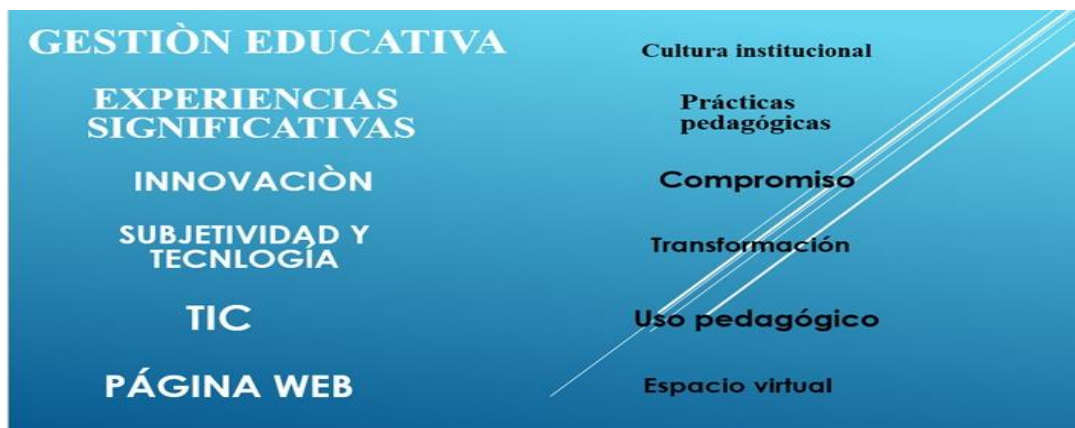 GESTIÒN EDUCATIVA
Cultura institucional
EXPERIENCIAS
SIGNIFICATIVAS
Prácticas
pedagógicas
INNOVACIÒN
Compromiso
SUBJETIVIDAD Y
TECNLOGÍA
Transformación
TIC
Uso pedagógico
PÁGINA WEB
Espacio virtual